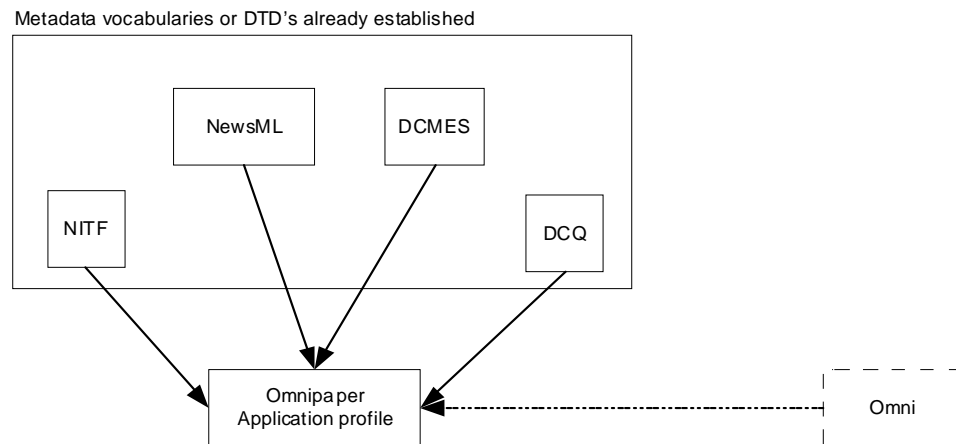 Metadata vocabularies or DTD's already established
NewsML
DCMES
NITF
DCQ
Omnipaper
Application profile
Omni